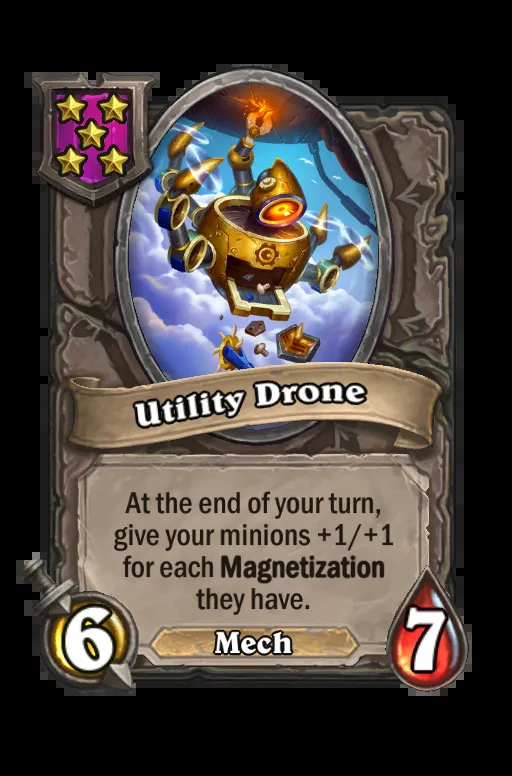 Utility Drone
At the end of your turn,
give your minions +1/+1
for each Magnetization
they have.
6
Mech
7